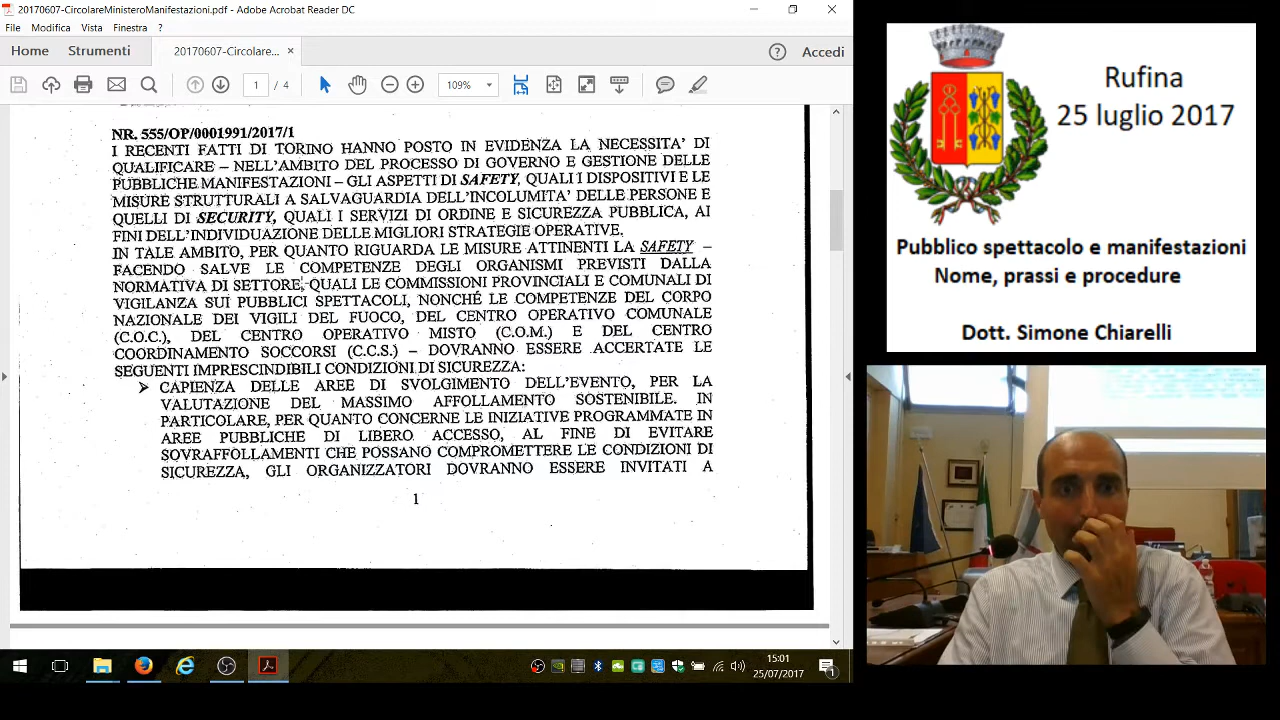 20170607-CircolareMinisteroManifestazioni.pdf - Adobe Acrobat Reader DC
File Modifica Vista Finestra ?
Home Strumenti 20170607-Circolare... × Accedi
1 / 4 109%
NR. 555/OP/0001991/2017/1
I RECENTI FATTI DI TORINO HANNO POSTO IN EVIDENZA LA NECESSITA' DI
QUALIFICARE – NELL'AMBITO DEL PROCESSO DI GOVERNO E GESTIONE DELLE
PUBBLICHE MANIFESTAZIONI – GLI ASPETTI DI SAFETY, QUALI I DISPOSITIVI E LE
MISURE STRUTTURALI A SALVAGUARDIA DELL'INCOLUMITA' DELLE PERSONE E
QUELLI DI SECURITY, QUALI I SERVIZI DI ORDINE E SICUREZZA PUBBLICA, AI
FINI DELL'INDIVIDUAZIONE DELLE MIGLIORI STRATEGIE OPERATIVE.
IN TALE AMBITO, PER QUANTO RIGUARDA LE MISURE ATTINENTI LA SAFETY –
FACENDO SALVE LE COMPETENZE DEGLI ORGANISMI PREVISTI DALLA
NORMATIVA DI SETTORE, QUALI LE COMMISSIONI PROVINCIALI E COMUNALI DI
VIGILANZA SUI PUBBLICI SPETTACOLI, NONCHÉ LE COMPETENZE DEL CORPO
NAZIONALE DEI VIGILI DEL FUOCO, DEL CENTRO OPERATIVO COMUNALE
(C.O.C.), DEL CENTRO OPERATIVO MISTO (C.O.M.) E DEL CENTRO
COORDINAMENTO SOCCORSI (C.C.S.) – DOVRANNO ESSERE ACCERTATE LE
SEGUENTI IMPRESCINDIBILI CONDIZIONI DI SICUREZZA:
➢ CAPIENZA DELLE AREE DI SVOLGIMENTO DELL'EVENTO, PER LA
VALUTAZIONE DEL MASSIMO AFFOLLAMENTO SOSTENIBILE. IN
PARTICOLARE, PER QUANTO CONCERNE LE INIZIATIVE PROGRAMMATE IN
AREE PUBBLICHE DI LIBERO ACCESSO, AL FINE DI EVITARE
SOVRAFFOLLAMENTI CHE POSSANO COMPROMETTERE LE CONDIZIONI DI
SICUREZZA, GLI ORGANIZZATORI DOVRANNO ESSERE INVITATI A
1
15:01
25/07/2017
Rufina
25 luglio 2017
Pubblico spettacolo e manifestazioni
Nome, prassi e procedure
Dott. Simone Chiarelli